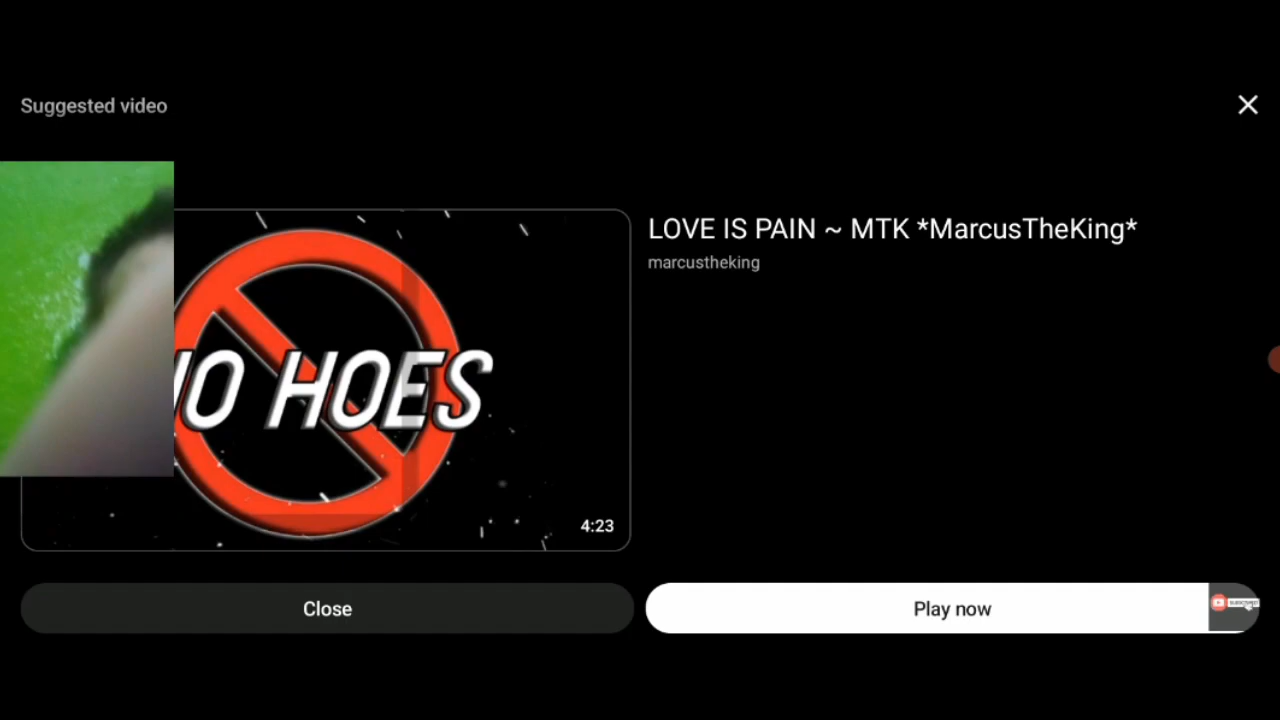 Suggested video
LOVE IS PAIN ~ MTK *MarcusTheKing*
marcustheking
HOES
4:23
Close
Play now